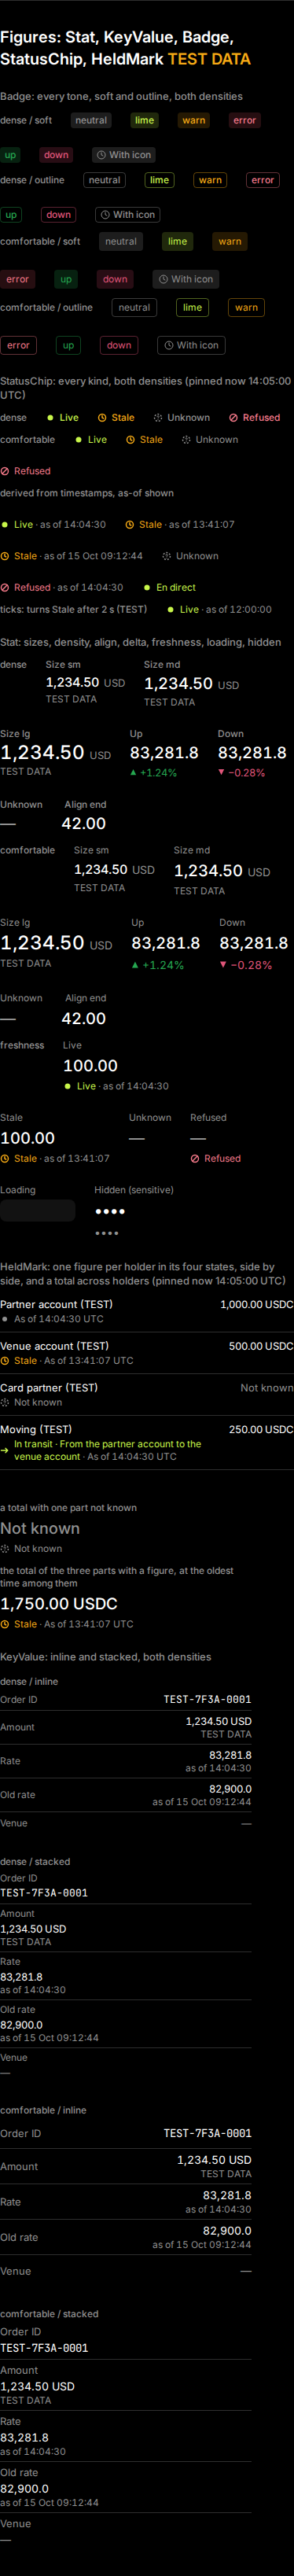 Figures: Stat, KeyValue, Badge,
StatusChip, HeldMark TEST DATA
Badge: every tone, soft and outline, both densities
dense / soft neutral lime warn error
up down With icon
dense / outline neutral lime warn error
up down With icon
comfortable / soft neutral lime warn
error up down With icon
comfortable / outline neutral lime warn
error up down With icon
StatusChip: every kind, both densities (pinned now 14:05:00
UTC)
dense Live Stale Unknown Refused
comfortable Live Stale Unknown
Refused
derived from timestamps, as-of shown
Live · as of 14:04:30 Stale · as of 13:41:07
Stale · as of 15 Oct 09:12:44 Unknown
Refused · as of 14:04:30 En direct
ticks: turns Stale after 2 s (TEST) Live · as of 12:00:00
Stat: sizes, density, align, delta, freshness, loading, hidden
dense Size sm Size md
1,234.50 USD 1,234.50 USD
TEST DATA TEST DATA
Size lg Up Down
1,234.50 USD 83,281.8 83,281.8
TEST DATA ▲ +1.24% ▼ −0.28%
Unknown Align end
— 42.00
comfortable Size sm Size md
1,234.50 USD 1,234.50 USD
TEST DATA TEST DATA
Size lg Up Down
1,234.50 USD 83,281.8 83,281.8
TEST DATA ▲ +1.24% ▼ −0.28%
Unknown Align end
— 42.00
freshness Live
100.00
Live · as of 14:04:30
Stale Unknown Refused
100.00 — —
Stale · as of 13:41:07 Refused
Loading Hidden (sensitive)
••••
••••
HeldMark: one figure per holder in its four states, side by
side, and a total across holders (pinned now 14:05:00 UTC)
Partner account (TEST) 1,000.00 USDC
As of 14:04:30 UTC
Venue account (TEST) 500.00 USDC
Stale · As of 13:41:07 UTC
Card partner (TEST) Not known
Not known
Moving (TEST) 250.00 USDC
In transit · From the partner account to the
venue account · As of 14:04:30 UTC
a total with one part not known
Not known
Not known
the total of the three parts with a figure, at the oldest
time among them
1,750.00 USDC
Stale · As of 13:41:07 UTC
KeyValue: inline and stacked, both densities
dense / inline
Order ID TEST-7F3A-0001
Amount 1,234.50 USD
TEST DATA
Rate 83,281.8
as of 14:04:30
Old rate 82,900.0
as of 15 Oct 09:12:44
Venue —
dense / stacked
Order ID
TEST-7F3A-0001
Amount
1,234.50 USD
TEST DATA
Rate
83,281.8
as of 14:04:30
Old rate
82,900.0
as of 15 Oct 09:12:44
Venue
—
comfortable / inline
Order ID TEST-7F3A-0001
Amount 1,234.50 USD
TEST DATA
Rate 83,281.8
as of 14:04:30
Old rate 82,900.0
as of 15 Oct 09:12:44
Venue —
comfortable / stacked
Order ID
TEST-7F3A-0001
Amount
1,234.50 USD
TEST DATA
Rate
83,281.8
as of 14:04:30
Old rate
82,900.0
as of 15 Oct 09:12:44
Venue
—